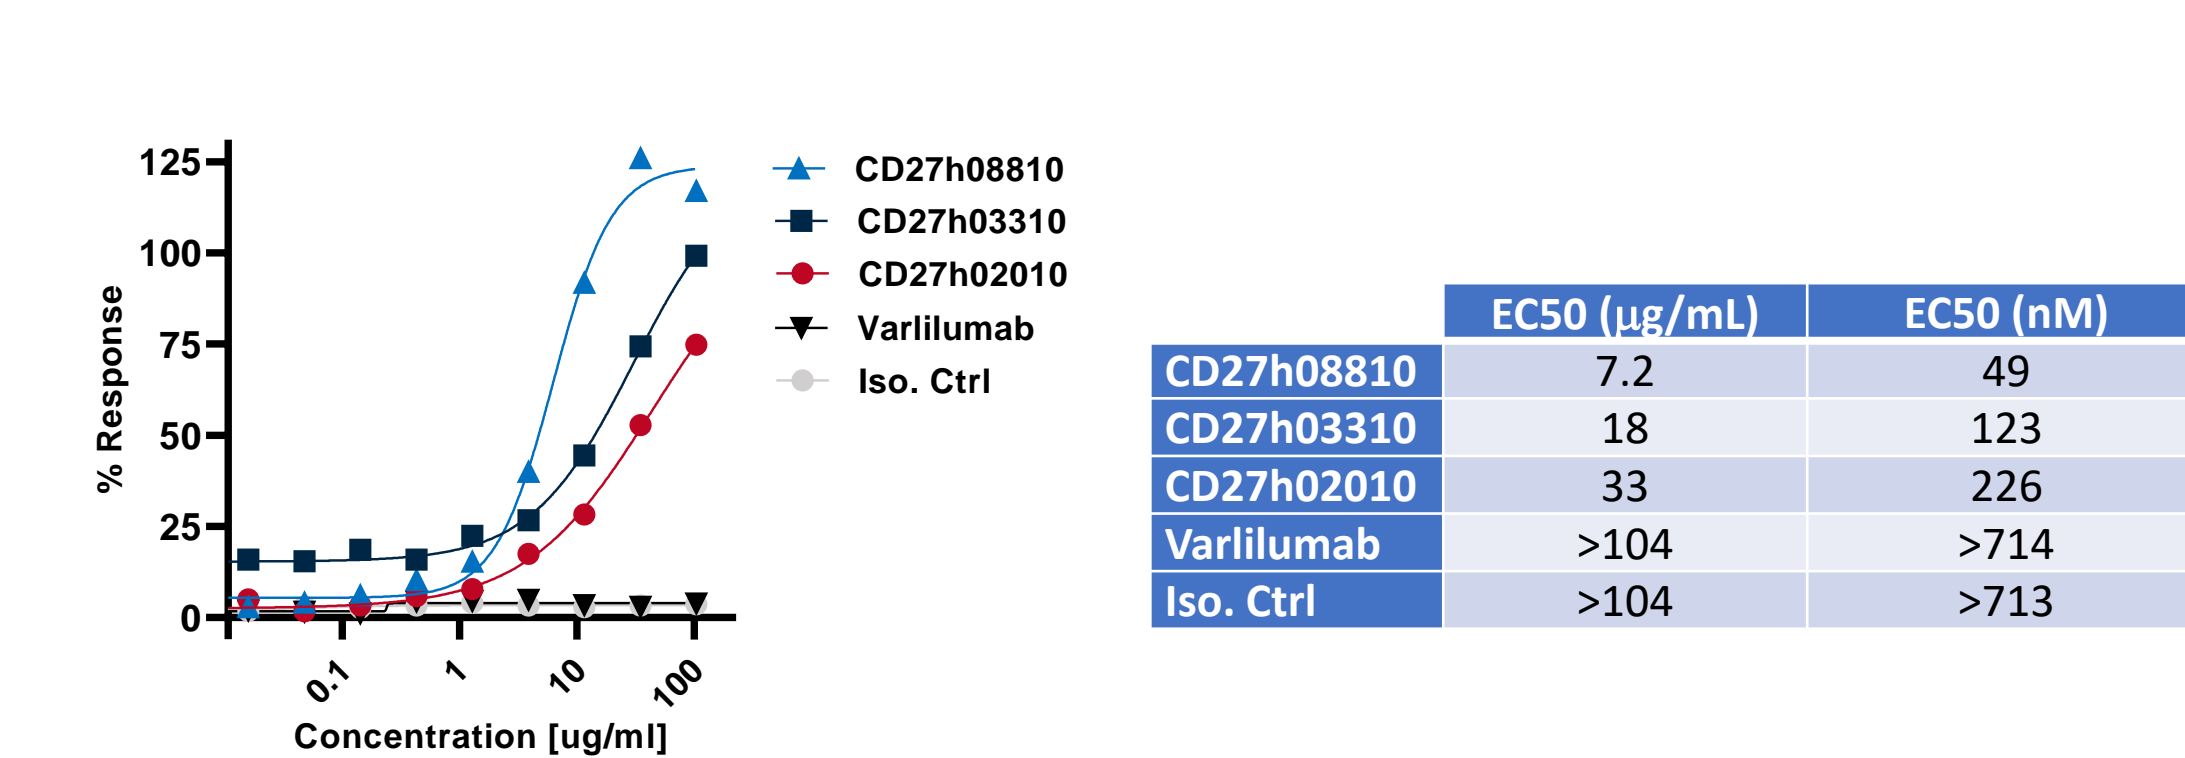 125
100
75
50
25
0
% Response
0.1
1
10
100
Concentration [ug/ml]
CD27h08810
CD27h03310
CD27h02010
Varlilumab
Iso. Ctrl
EC50 (μg/mL) EC50 (nM)
CD27h08810 7.2 49
CD27h03310 18 123
CD27h02010 33 226
Varlilumab >104 >714
Iso. Ctrl >104 >713